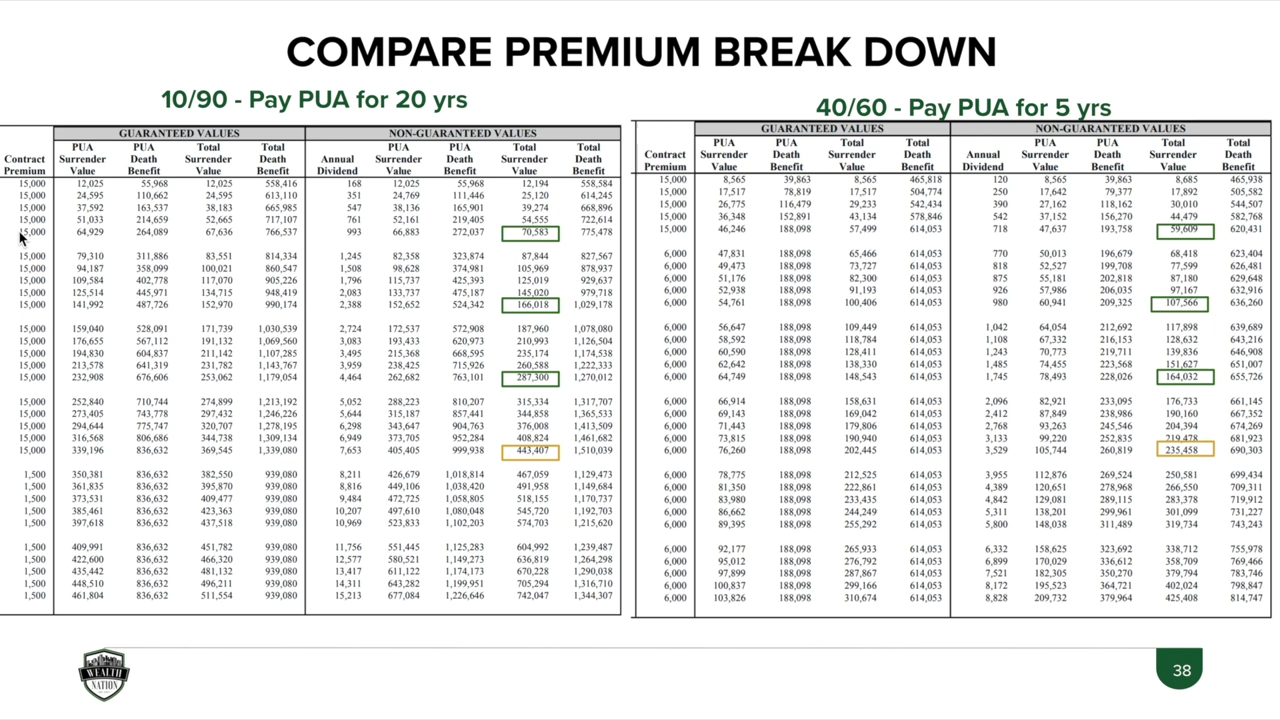 COMPARE PREMIUM BREAK DOWN
10/90 - Pay PUA for 20 yrs
GUARANTEED VALUES NON-GUARANTEED VALUES
PUA PUA Total Total PUA PUA Total Total
Contract Surrender Death Surrender Death Annual Surrender Death Surrender Death
Premium Value Benefit Value Benefit Dividend Value Benefit Value Benefit
15,000 12,025 55,968 12,025 558,416 168 12,025 55,968 12,194 558,584
15,000 24,595 110,662 24,595 613,110 351 24,769 111,446 25,120 614,245
15,000 37,592 163,537 38,183 665,985 547 38,136 165,901 39,274 668,896
15,000 51,033 214,659 52,665 717,107 761 52,161 219,405 54,555 722,614
15,000 64,929 264,089 67,636 766,537 993 66,883 272,037 70,583 775,478
15,000 79,310 311,886 83,551 814,334 1,245 82,358 323,874 87,844 827,567
15,000 94,187 358,099 100,021 860,547 1,508 98,628 374,981 105,969 878,937
15,000 109,584 402,778 117,070 905,226 1,796 115,737 425,393 125,019 929,637
15,000 125,514 445,971 134,715 948,419 2,083 133,737 475,187 145,020 979,718
15,000 141,992 487,726 152,970 990,174 2,388 152,652 524,342 166,018 1,029,178
15,000 159,040 528,091 171,739 1,030,539 2,724 172,537 572,908 187,960 1,078,080
15,000 176,655 567,112 191,132 1,069,560 3,083 193,433 620,973 210,993 1,126,504
15,000 194,830 604,837 211,142 1,107,285 3,495 215,368 668,595 235,174 1,174,538
15,000 213,578 641,319 231,782 1,143,767 3,959 238,425 715,926 260,588 1,222,333
15,000 232,908 676,606 253,062 1,179,054 4,464 262,682 763,101 287,300 1,270,012
15,000 252,840 710,744 274,899 1,213,192 5,052 288,223 810,207 315,334 1,317,707
15,000 273,405 743,778 297,432 1,246,226 5,644 315,187 857,441 344,858 1,365,533
15,000 294,644 775,747 320,707 1,278,195 6,298 343,647 904,763 376,008 1,413,509
15,000 316,568 806,686 344,738 1,309,134 6,949 373,705 952,284 408,824 1,461,682
15,000 339,196 836,632 369,545 1,339,080 7,653 405,405 999,938 443,407 1,510,039
1,500 350,381 836,632 382,550 939,080 8,211 426,679 1,018,814 467,059 1,129,473
1,500 361,835 836,632 395,870 939,080 8,816 449,106 1,038,420 491,958 1,149,684
1,500 373,531 836,632 409,477 939,080 9,484 472,725 1,058,805 518,155 1,170,737
1,500 385,461 836,632 423,363 939,080 10,207 497,610 1,080,048 545,720 1,192,703
1,500 397,618 836,632 437,518 939,080 10,969 523,833 1,102,203 574,703 1,215,620
1,500 409,991 836,632 451,782 939,080 11,756 551,445 1,125,283 604,992 1,239,487
1,500 422,600 836,632 466,320 939,080 12,577 580,521 1,149,273 636,819 1,264,298
1,500 435,442 836,632 481,132 939,080 13,417 611,122 1,174,173 670,228 1,290,038
1,500 448,510 836,632 496,211 939,080 14,311 643,282 1,199,951 705,294 1,316,710
1,500 461,804 836,632 511,554 939,080 15,213 677,084 1,226,646 742,047 1,344,307
40/60 - Pay PUA for 5 yrs
GUARANTEED VALUES NON-GUARANTEED VALUES
PUA PUA Total Total PUA PUA Total Total
Contract Surrender Death Surrender Death Annual Surrender Death Surrender Death
Premium Value Benefit Value Benefit Dividend Value Benefit Value Benefit
15,000 8,565 39,863 8,565 465,818 120 8,565 39,863 8,685 465,938
15,000 17,517 78,819 17,517 504,774 250 17,642 79,377 17,892 505,582
15,000 26,775 116,479 29,233 542,434 390 27,162 118,162 30,010 544,507
15,000 36,348 152,891 43,134 578,846 542 37,152 156,270 44,479 582,768
15,000 46,246 188,098 57,499 614,053 718 47,637 193,758 59,609 620,431
6,000 47,831 188,098 65,466 614,053 770 50,013 196,679 68,418 623,404
6,000 49,473 188,098 73,727 614,053 818 52,527 199,708 77,599 626,481
6,000 51,176 188,098 82,300 614,053 875 55,181 202,818 87,180 629,648
6,000 52,938 188,098 91,193 614,053 926 57,986 206,035 97,167 632,916
6,000 54,761 188,098 100,406 614,053 980 60,941 209,325 107,566 636,260
6,000 56,647 188,098 109,449 614,053 1,042 64,054 212,692 117,898 639,689
6,000 58,592 188,098 118,784 614,053 1,108 67,332 216,153 128,632 643,216
6,000 60,590 188,098 128,411 614,053 1,243 70,773 219,711 139,836 646,908
6,000 62,642 188,098 138,330 614,053 1,485 74,455 223,568 151,627 651,007
6,000 64,749 188,098 148,543 614,053 1,745 78,493 228,026 164,032 655,726
6,000 66,914 188,098 158,631 614,053 2,096 82,921 233,095 176,733 661,145
6,000 69,143 188,098 169,042 614,053 2,412 87,849 238,986 190,160 667,352
6,000 71,443 188,098 179,806 614,053 2,768 93,263 245,546 204,394 674,269
6,000 73,815 188,098 190,940 614,053 3,133 99,220 252,835 219,478 681,923
6,000 76,260 188,098 202,445 614,053 3,529 105,744 260,819 235,458 690,303
6,000 78,775 188,098 212,525 614,053 3,955 112,876 269,524 250,581 699,434
6,000 81,350 188,098 222,861 614,053 4,389 120,651 278,968 266,550 709,311
6,000 83,980 188,098 233,435 614,053 4,842 129,081 289,115 283,378 719,912
6,000 86,662 188,098 244,249 614,053 5,311 138,201 299,961 301,099 731,227
6,000 89,395 188,098 255,292 614,053 5,800 148,038 311,489 319,734 743,243
6,000 92,177 188,098 265,933 614,053 6,332 158,625 323,692 338,712 755,978
6,000 95,012 188,098 276,792 614,053 6,899 170,029 336,612 358,709 769,466
6,000 97,899 188,098 287,867 614,053 7,521 182,305 350,270 379,794 783,746
6,000 100,837 188,098 299,166 614,053 8,172 195,523 364,721 402,024 798,847
6,000 103,826 188,098 310,674 614,053 8,828 209,732 379,964 425,408 814,747
WEALTH
NATION
38